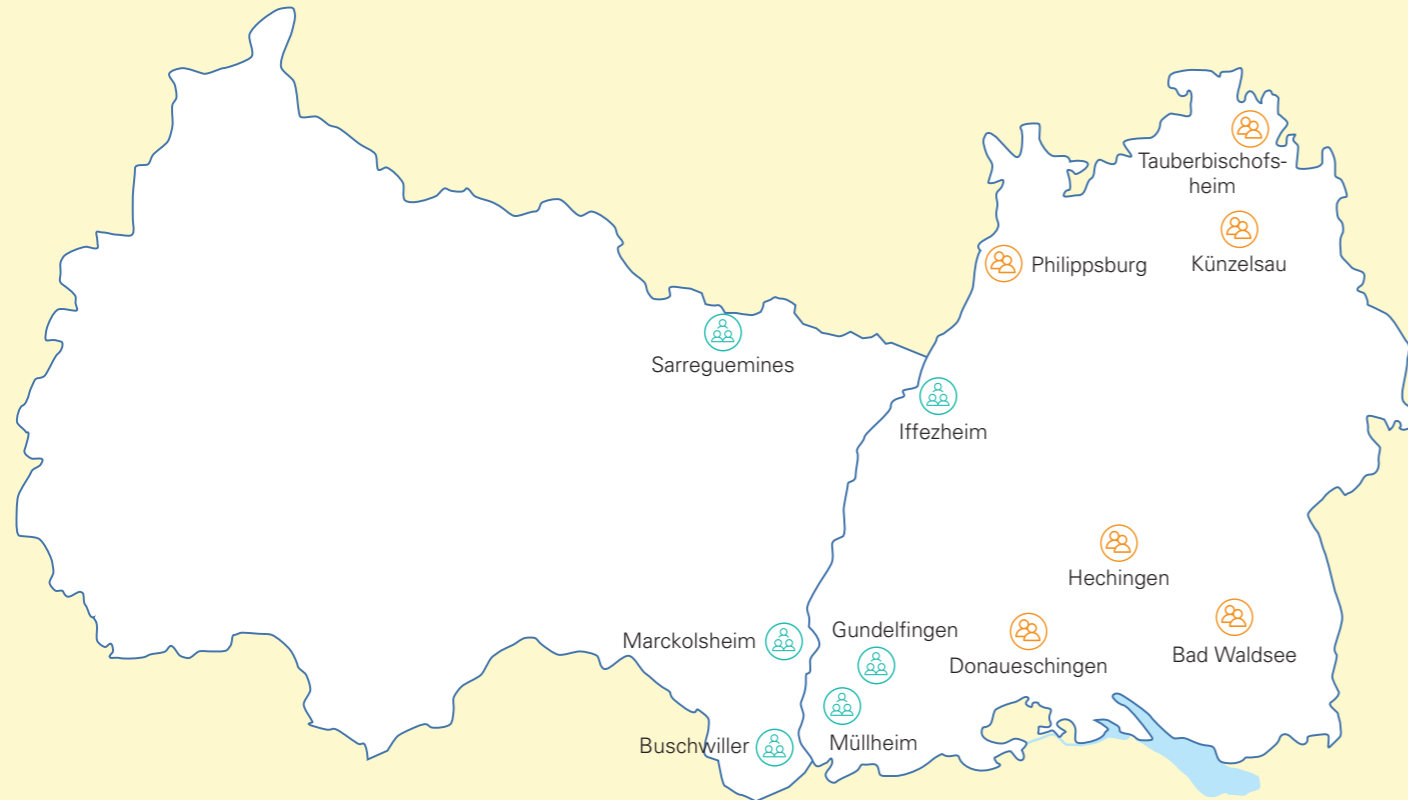 Tauberbischofs-
heim
Philippsburg
Künzelsau
Sarreguemines
Iffezheim
Hechingen
Marckolsheim
Gundelfingen
Donaueschingen
Bad Waldsee
Buschwiller
Müllheim